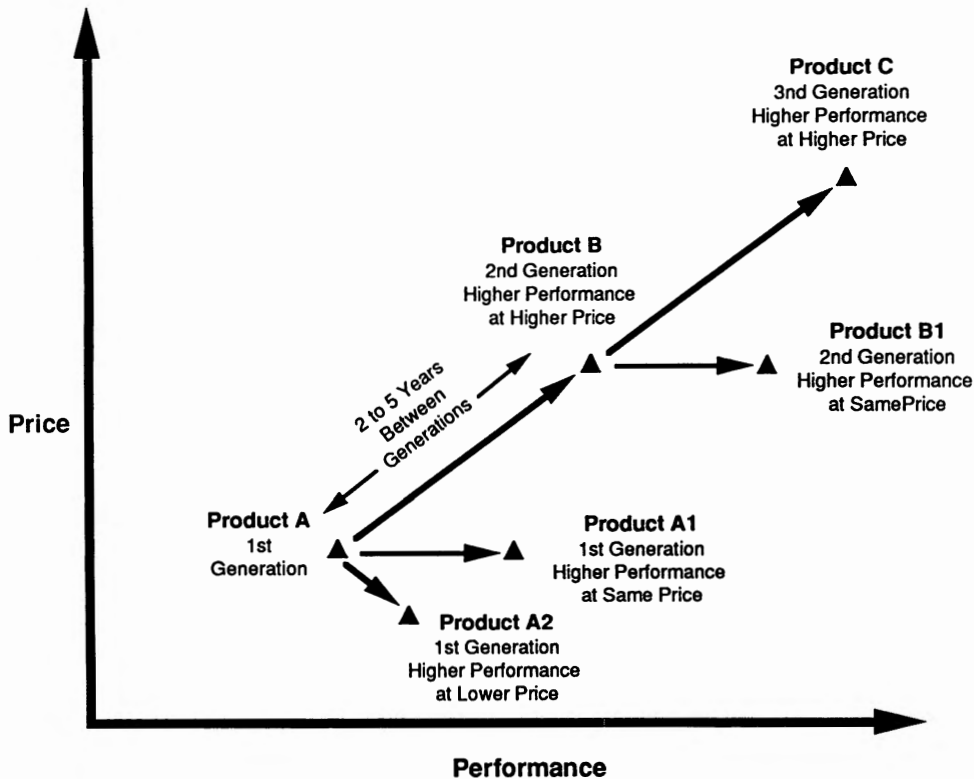 Product C
3nd Generation
Higher Performance
at Higher Price
Product B
2nd Generation
Higher Performance
at Higher Price
Product B1
2nd Generation
Higher Performance
at SamePrice
2 to 5 Years
Between
Generations
Price
Product A
1st
Generation
Product A1
1st Generation
Higher Performance
at Same Price
Product A2
1st Generation
Higher Performance
at Lower Price
Performance